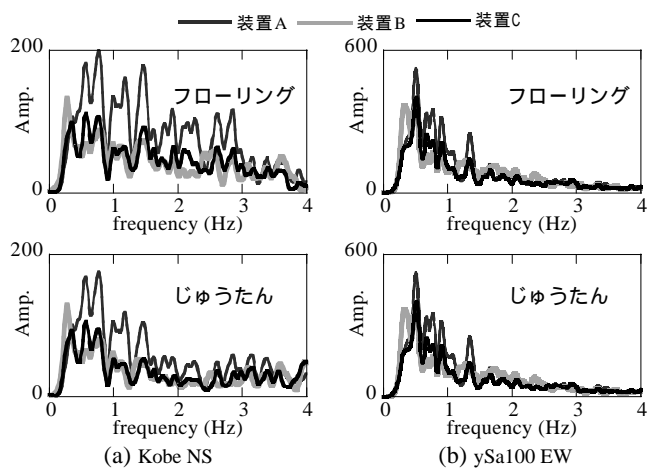 装置A 装置B 装置C
200
Amp.
0
フローリング
0 1 2 3 4
frequency (Hz)
600
Amp.
0
フローリング
0 1 2 3 4
frequency (Hz)
200
Amp.
0
じゅうたん
0 1 2 3 4
frequency (Hz)
(a) Kobe NS
600
Amp.
0
じゅうたん
0 1 2 3 4
frequency (Hz)
(b) ySa100 EW